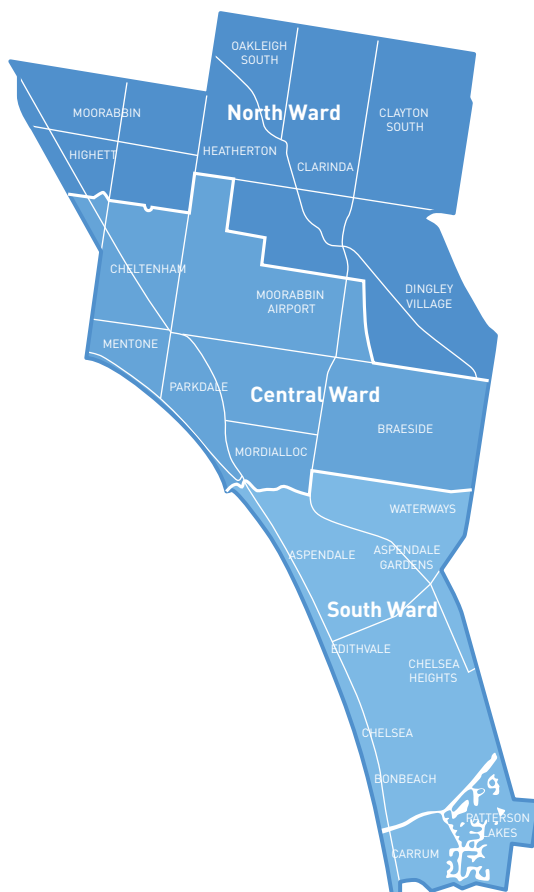 OAKLEIGH
SOUTH
MOORABBIN
North Ward
CLAYTON
SOUTH
HIGHETT
HEATHERTON
CLARINDA
CHELTENHAM
DINGLEY
VILLAGE
MOORABBIN
AIRPORT
MENTONE
PARKDALE
Central Ward
BRAESIDE
MORDIALLOC
WATERWAYS
ASPENDALE
ASPENDALE
GARDENS
South Ward
EDITHVALE
CHELSEA
HEIGHTS
CHELSEA
BONBEACH
PATTERSON
LAKES
CARRUM